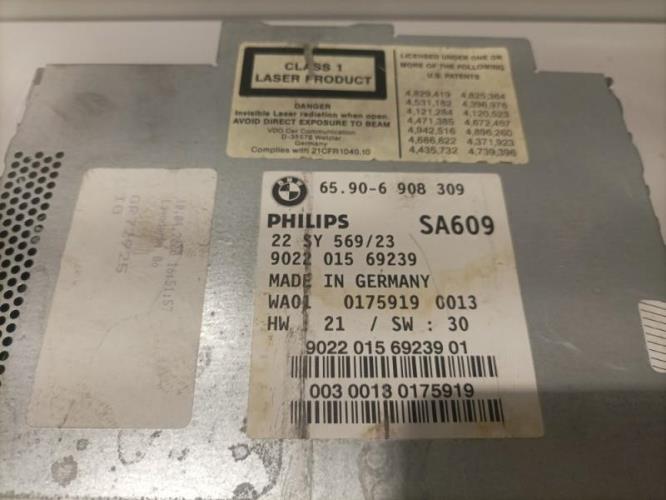 CLASS 1
LASER PRODUCT
DANGER
Invisible Laser radiation when open.
AVOID DIRECT EXPOSURE TO BEAM
VDO Car Communication
D-35576 Wetzlar
Germany
Complies with 21CFR1040.10
LICENSED UNDER ONE OR
MORE OF THE FOLLOWING
U.S. PATENTS
4,829,419 4,825,364
4,531,182 4,396,976
4,121,284 4,120,523
4,471,385 4,672,467
4,942,516 4,896,260
4,686,622 4,371,923
4,435,732 4,739,396
BMW 65.90-6 908 309
PHILIPS SA609
22 SY 569/23
9022 015 69239
MADE IN GERMANY
WA01 0175919 0013
HW : 21 / SW : 30
9022 015 69239 01
003 0013 0175919